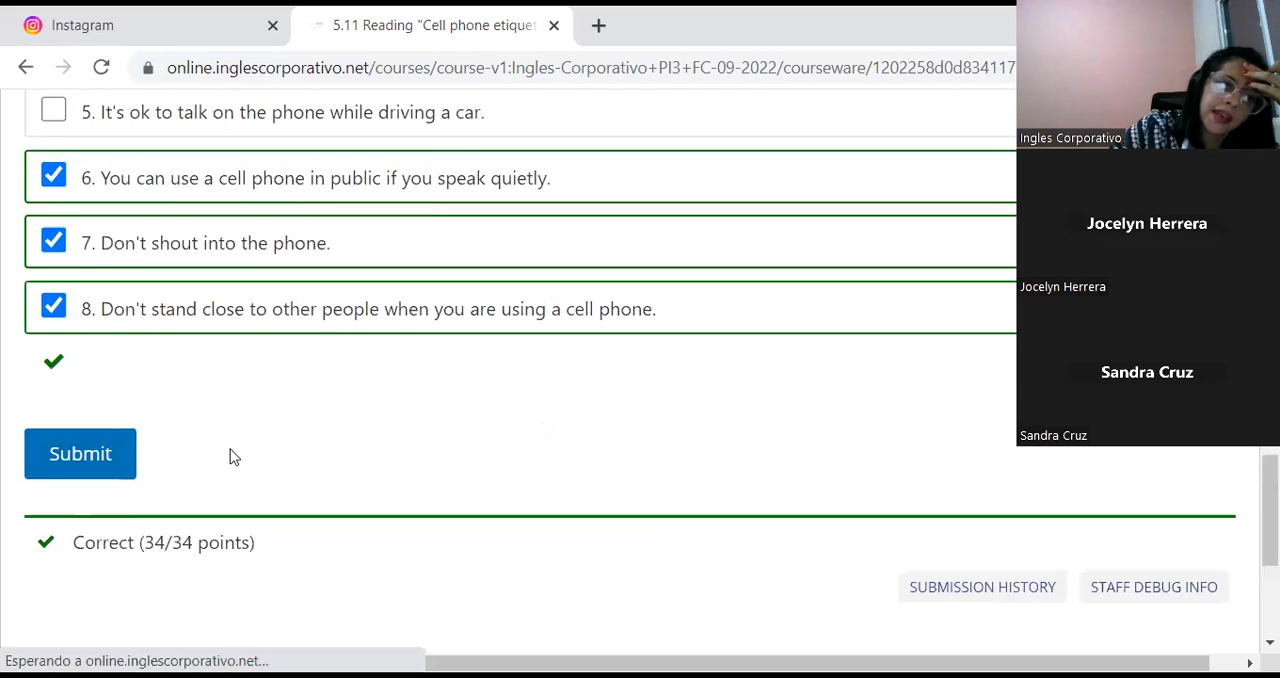 Instagram
5.11 Reading "Cell phone etique
online.inglescorporativo.net/courses/course-v1:Ingles-Corporativo+PI3+FC-09-2022/courseware/1202258d0d834117
5. It's ok to talk on the phone while driving a car.
6. You can use a cell phone in public if you speak quietly.
7. Don't shout into the phone.
8. Don't stand close to other people when you are using a cell phone.
Submit
Correct (34/34 points)
SUBMISSION HISTORY
STAFF DEBUG INFO
Esperando a online.inglescorporativo.net...
Ingles Corporativo
Jocelyn Herrera
Jocelyn Herrera
Sandra Cruz
Sandra Cruz